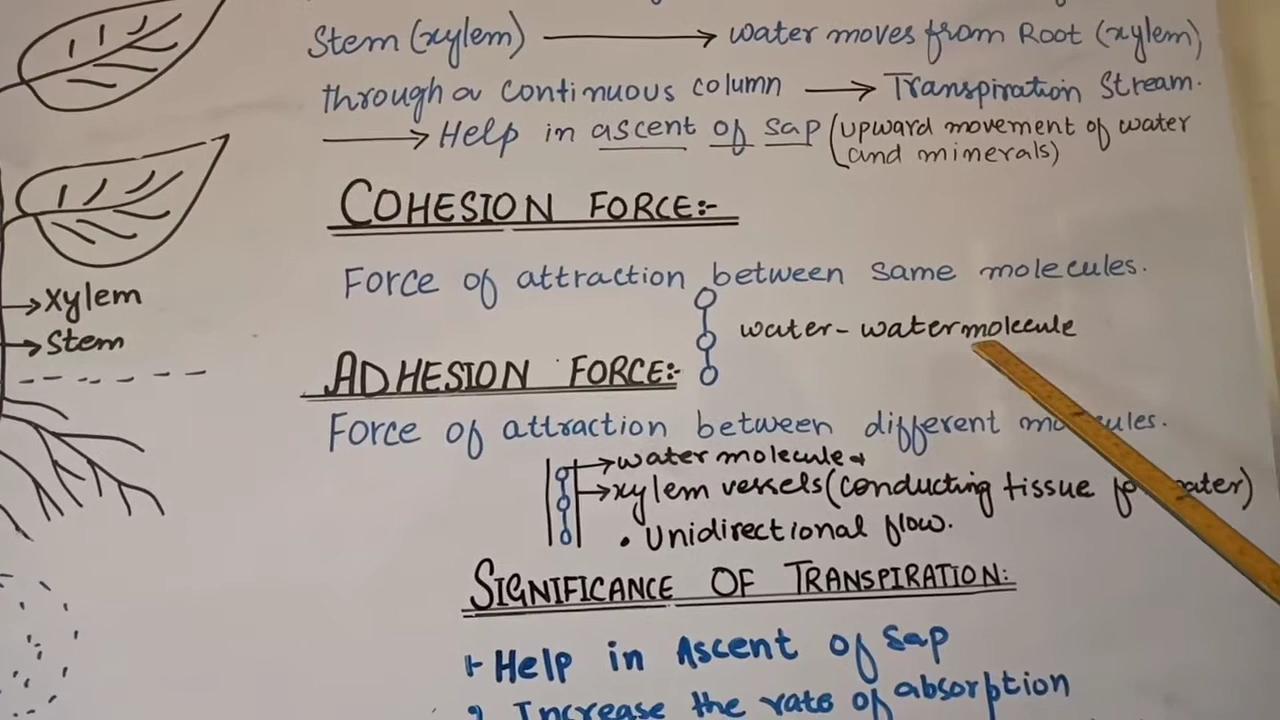 Stem (xylem) → water moves from Root (xylem)
through a continuous column → Transpiration Stream.
→ Help in ascent of sap (upward movement of water
and minerals)
COHESION FORCE:-
Force of attraction between same molecules.
water - water molecule
Xylem
Stem
ADHESION FORCE:-
Force of attraction between different
water molecule
xylem vessels (conducting tissue
• Unidirectional flow.
SIGNIFICANCE OF TRANSPIRATION:
Help in Ascent of Sap
Increase the rate of absorption